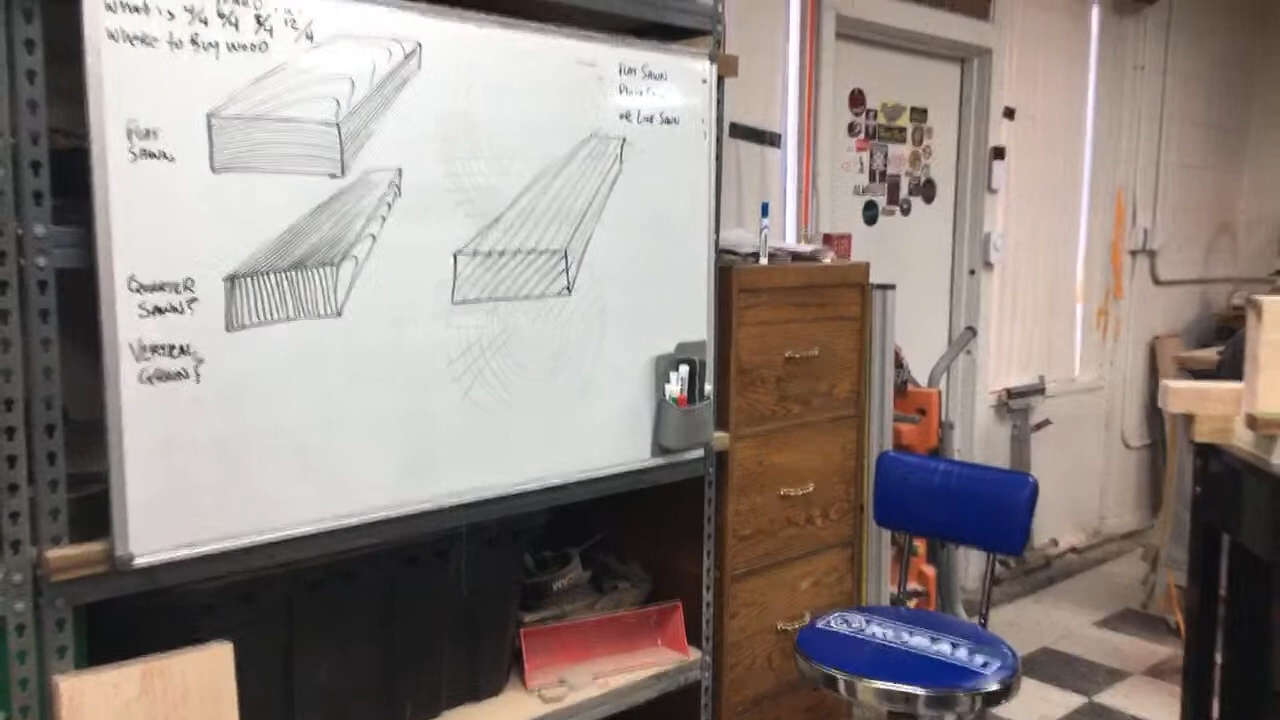 What is 4/4 5/4 8/4 12/4
Where to Buy Wood
Flat
Sawn
Quarter
Sawn?
Vertical
Grain?
Flat Sawn
or Live Sawn
KOBALT